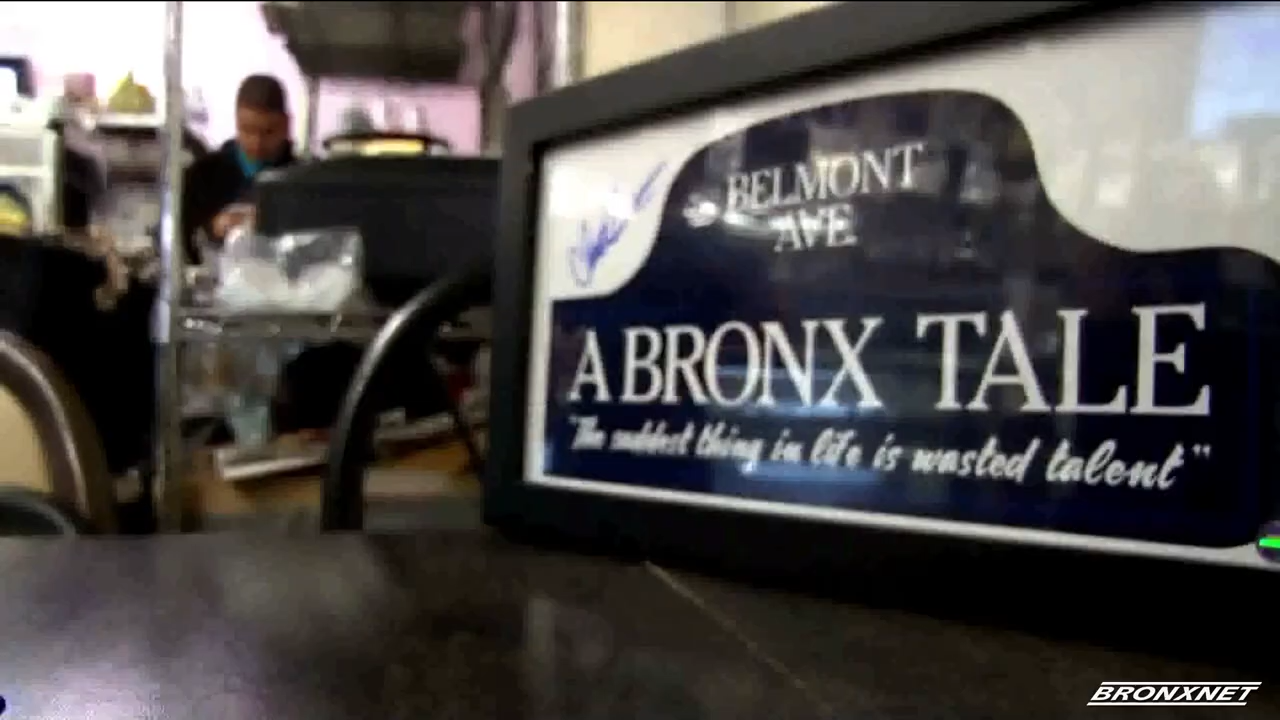 BELMONT
AVE.
A BRONX TALE
"The saddest thing in life is wasted talent"
BRONXNET